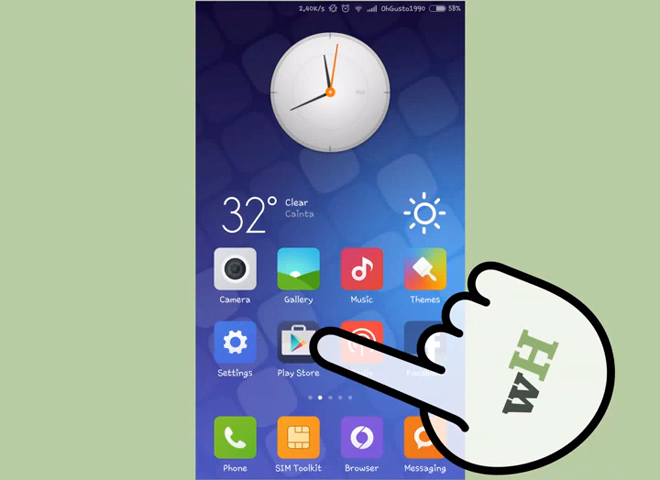 2,40K/s OhGusto1990 58%
32° Clear
Cainta
Camera Gallery Music Themes
Settings Play Store
Phone SIM Toolkit Browser Messaging
wH